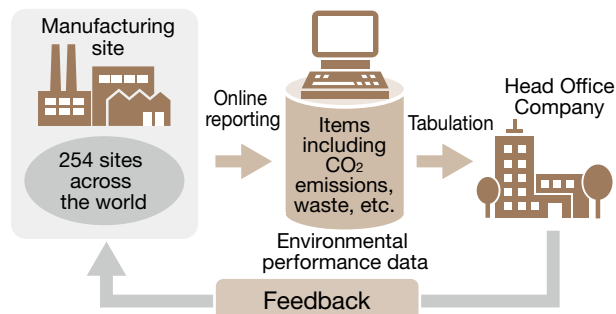 Manufacturing
site
254 sites
across
the world
Online
reporting
Items
including
CO2
emissions,
waste, etc.
Environmental
performance data
Tabulation
Head Office
Company
Feedback